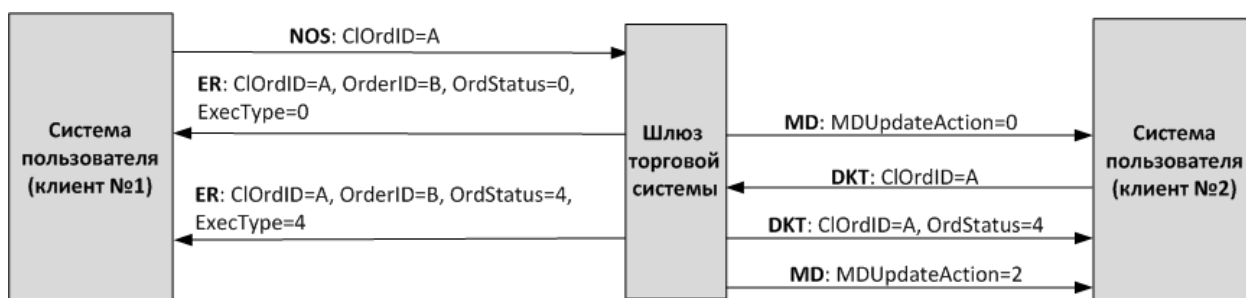 NOS: ClOrdID=A
ER: ClOrdID=A, OrderID=B, OrdStatus=0,
ExecType=0
Система
пользователя
(клиент №1)
ER: ClOrdID=A, OrderID=B, OrdStatus=4,
ExecType=4
Шлюз
торговой
системы
MD: MDUpdateAction=0
DKT: ClOrdID=A
DKT: ClOrdID=A, OrdStatus=4
MD: MDUpdateAction=2
Система
пользователя
(клиент №2)